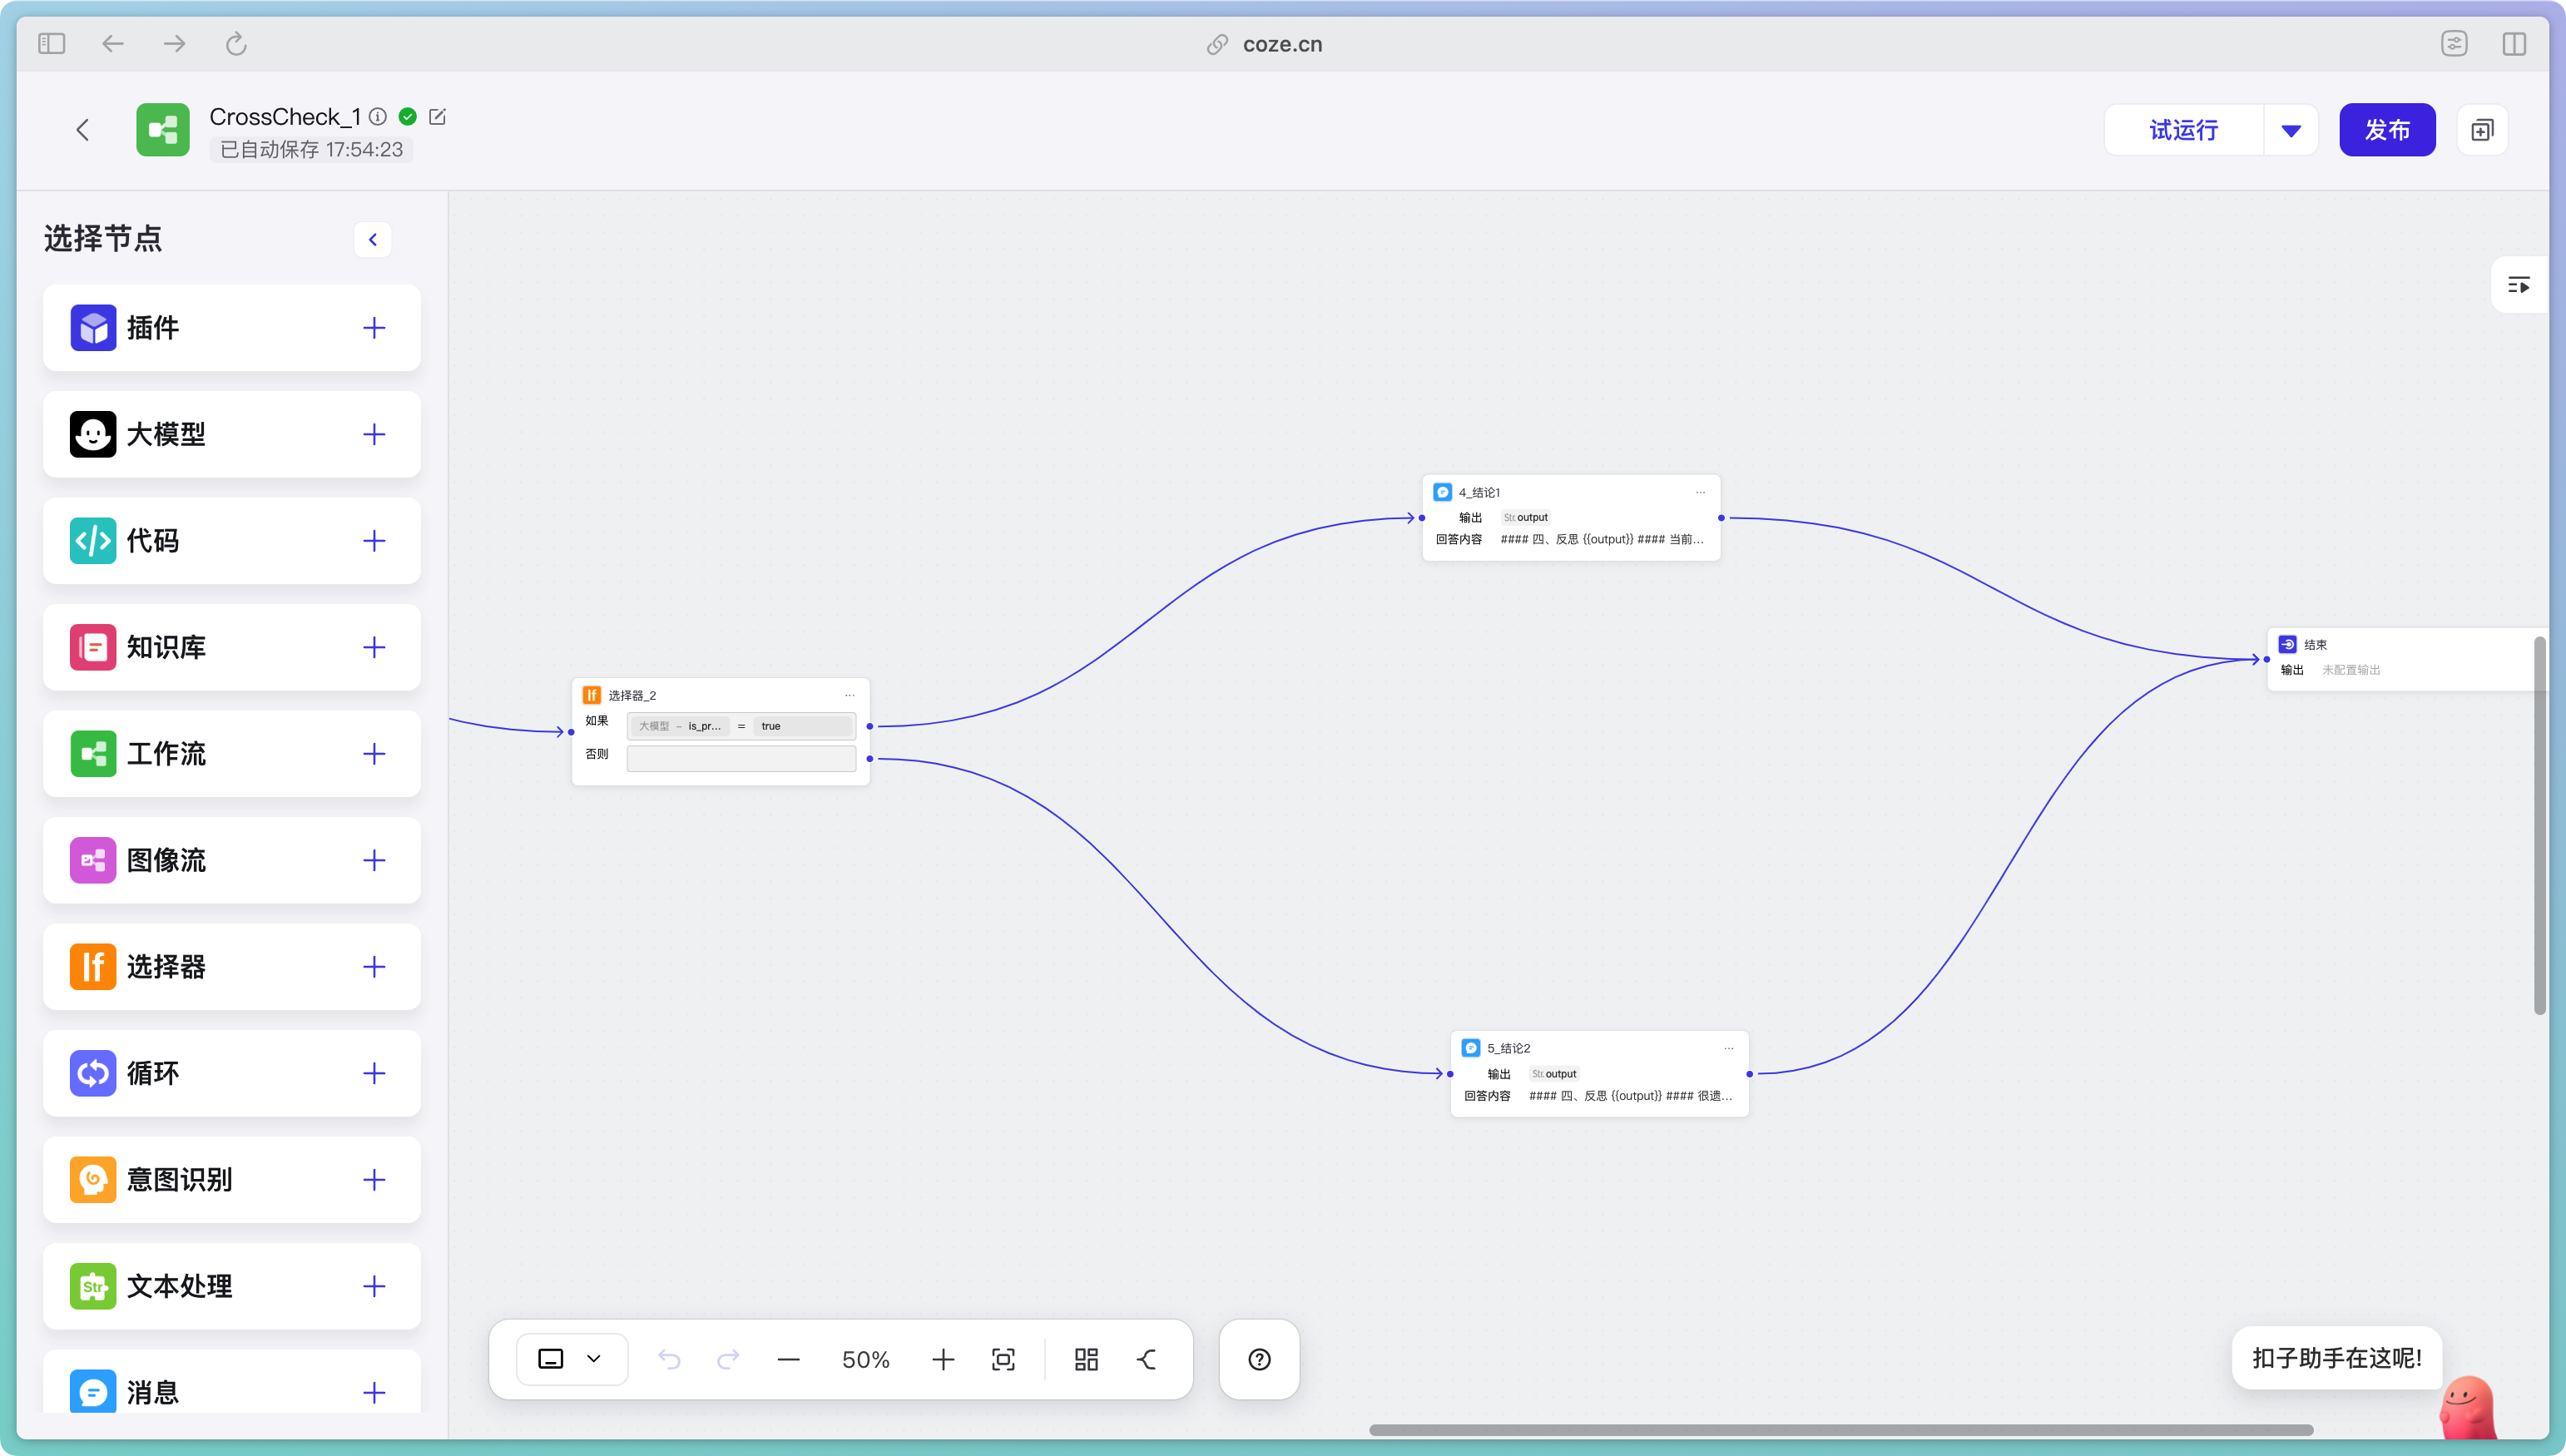 coze.cn
CrossCheck_1
已自动保存 17:54:23
试运行
发布
选择节点
插件
大模型
代码
知识库
工作流
图像流
If 选择器
循环
意图识别
Str 文本处理
消息
If 选择器_2
如果 大模型 - is_pr... = true
否则
4_结论1
输出 Str. output
回答内容 #### 四、反思 {{output}} #### 当前...
5_结论2
输出 Str. output
回答内容 #### 四、反思 {{output}} #### 很遗...
结束
输出 未配置输出
50%
扣子助手在这呢!